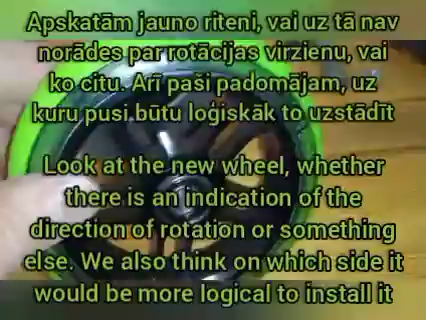 Apskatām jauno riteni, vai uz tā nav
norādes par rotācijas virzienu, vai
ko citu. Arī paši padomājam, uz
kuru pusi būtu loģiskāk to uzstādīt
Look at the new wheel, whether
there is an indication of the
direction of rotation or something
else. We also think on which side it
would be more logical to install it